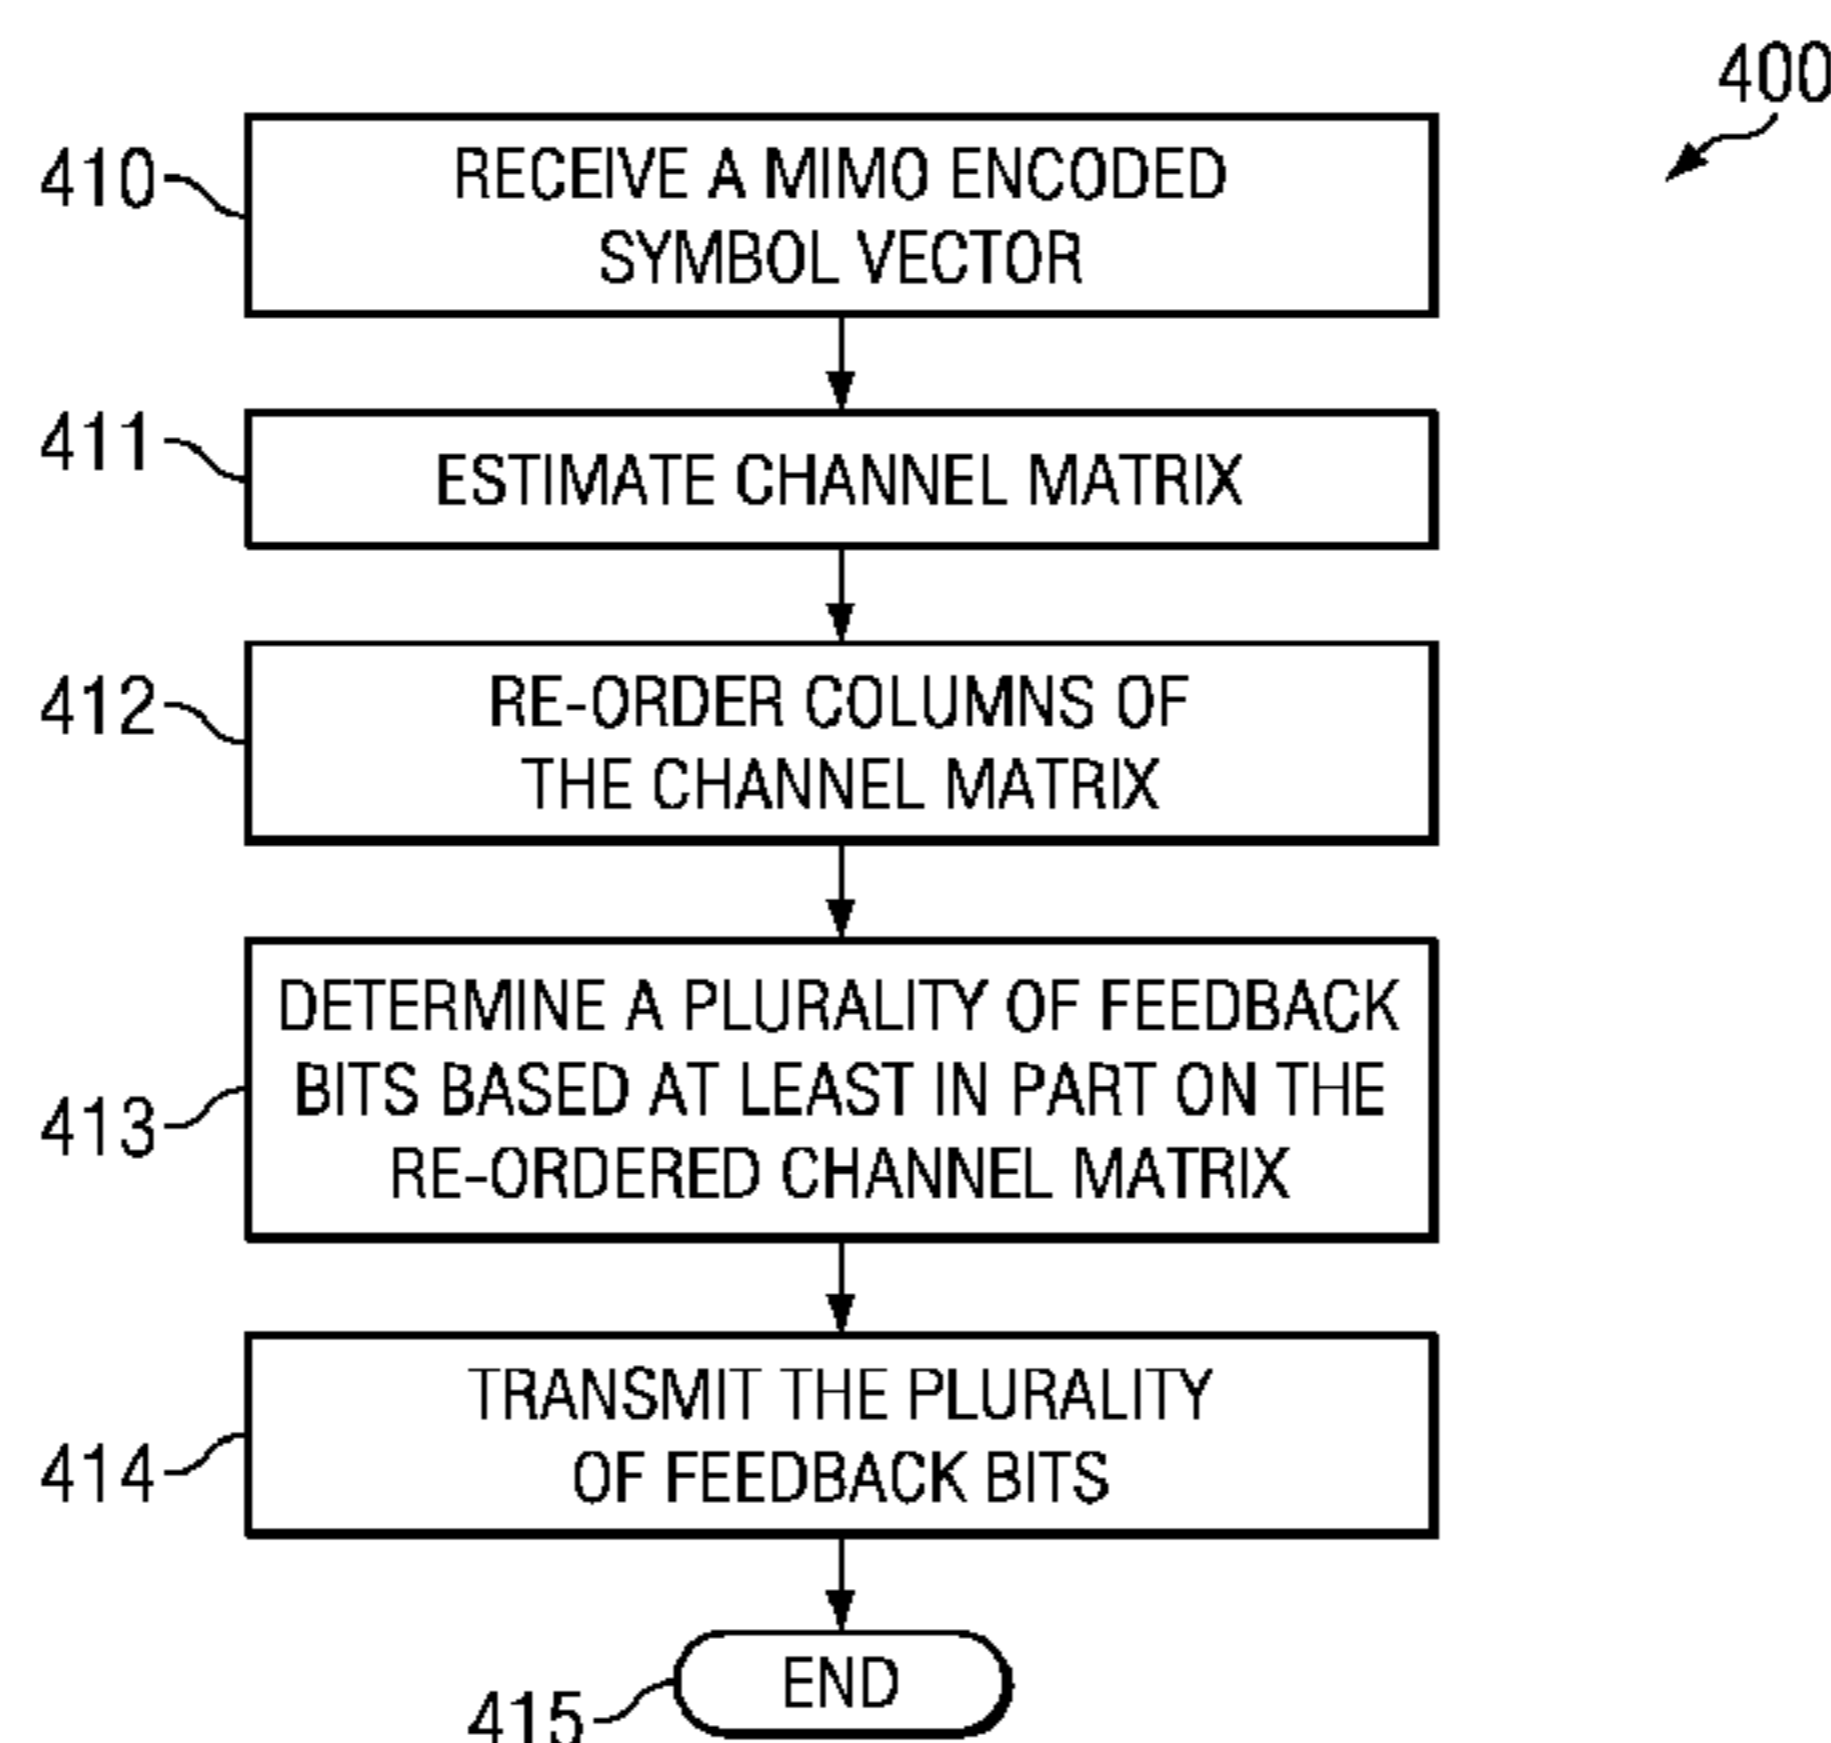 400
410
RECEIVE A MIMO ENCODED
SYMBOL VECTOR
411
ESTIMATE CHANNEL MATRIX
412
RE-ORDER COLUMNS OF
THE CHANNEL MATRIX
413
DETERMINE A PLURALITY OF FEEDBACK
BITS BASED AT LEAST IN PART ON THE
RE-ORDERED CHANNEL MATRIX
414
TRANSMIT THE PLURALITY
OF FEEDBACK BITS
415
END